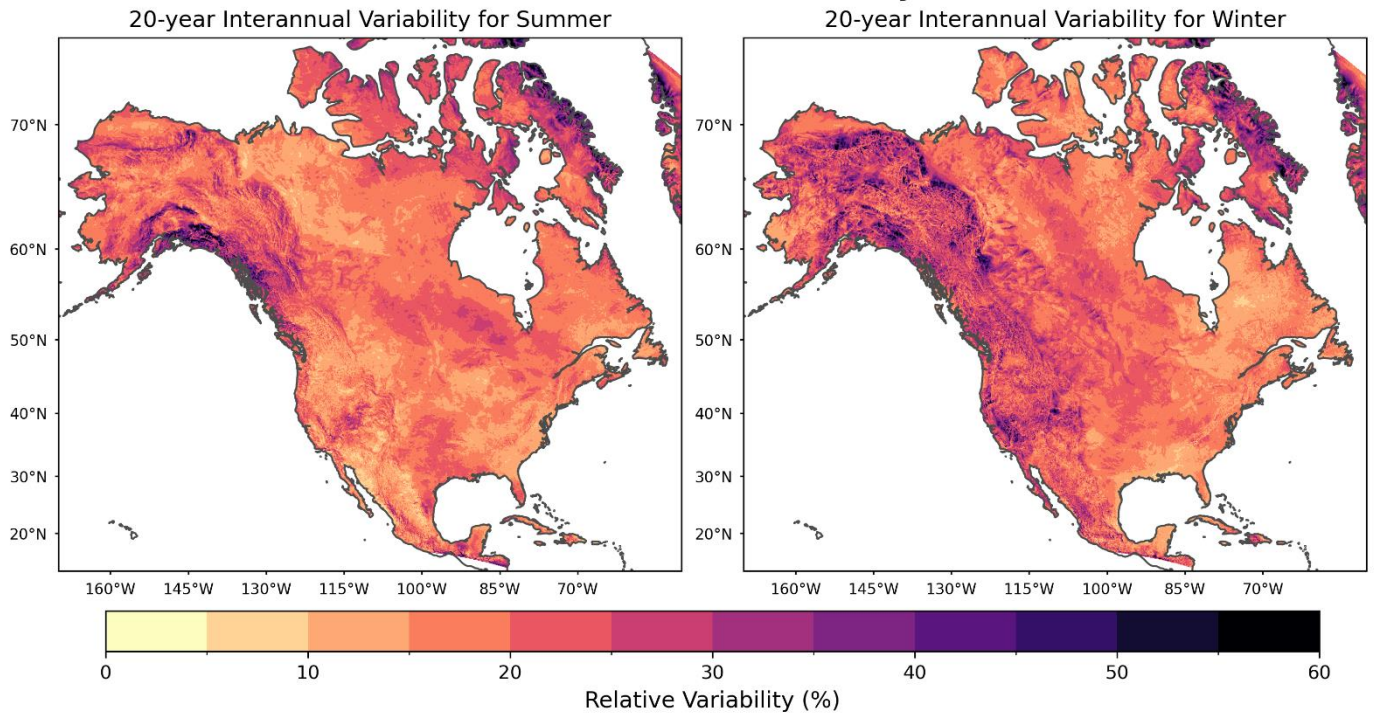 20-year Interannual Variability for Summer
20-year Interannual Variability for Winter
70°N
60°N
50°N
40°N
30°N
20°N
160°W 145°W 130°W 115°W 100°W 85°W 70°W
70°N
60°N
50°N
40°N
30°N
20°N
160°W 145°W 130°W 115°W 100°W 85°W 70°W
0 10 20 30 40 50 60
Relative Variability (%)